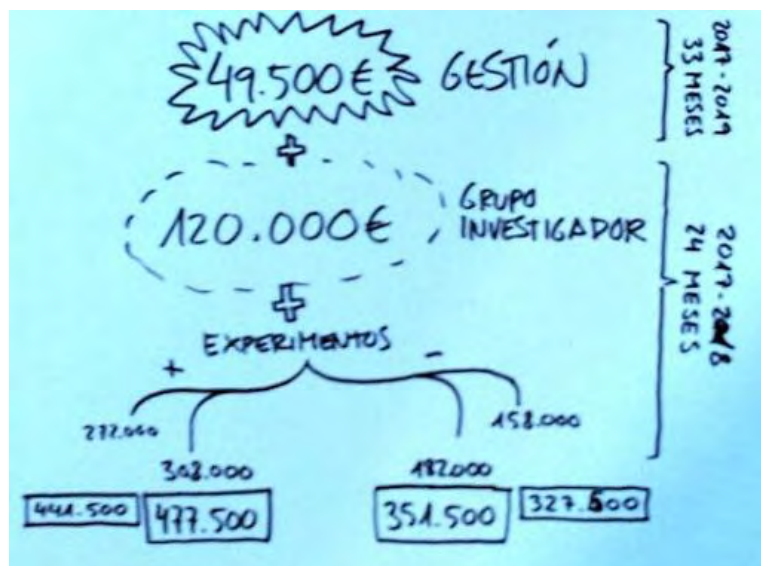 49.500€ GESTIÓN
2017-2019
33 MESES
+
120.000€
GRUPO
INVESTIGADOR
2017-2018
24 MESES
+
EXPERIMENTOS
+ -
272.000
158.000
308.000
182.000
441.500
477.500
351.500
327.500